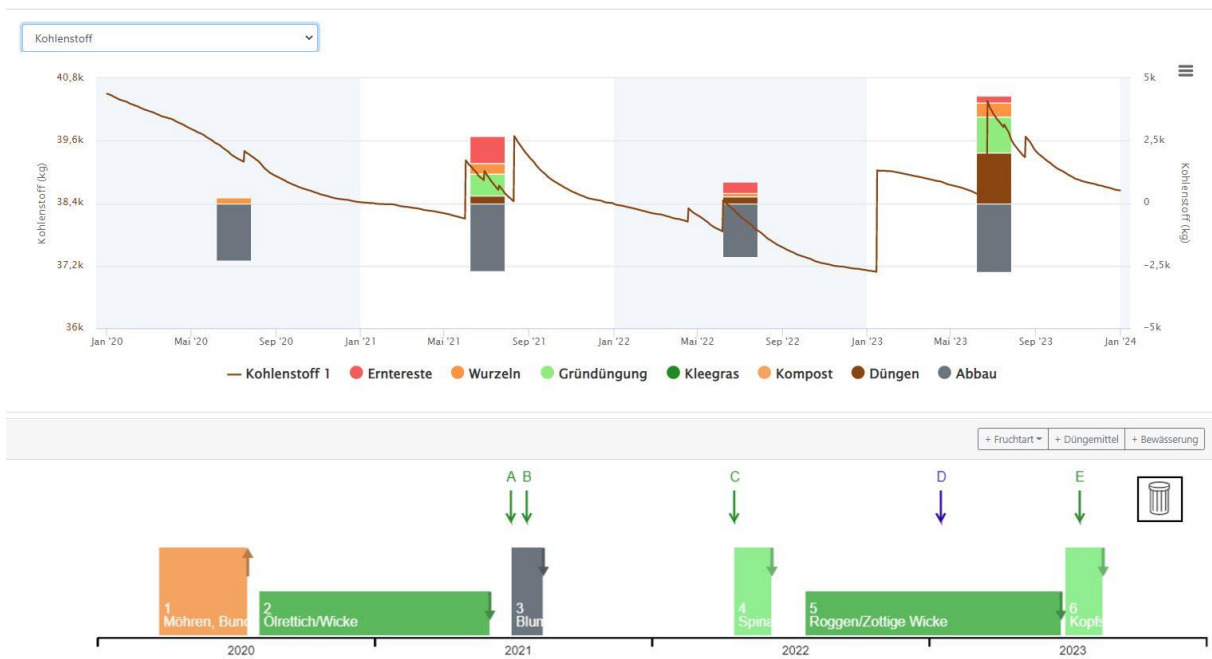 Kohlenstoff
40,8k
39,6k
38,4k
37,2k
36k
Kohlenstoff (kg)
5k
2,5k
0
−2,5k
−5k
Kohlenstoff (kg)
Jan '20 Mai '20 Sep '20 Jan '21 Mai '21 Sep '21 Jan '22 Mai '22 Sep '22 Jan '23 Mai '23 Sep '23 Jan '24
Kohlenstoff 1 Erntereste Wurzeln Gründüngung Kleegras Kompost Düngen Abbau
+ Fruchtart + Düngemittel + Bewässerung
A B C D E
1
Möhren, Bund
2
Ölrettich/Wicke
3
Blum
4
Spina
5
Roggen/Zottige Wicke
6
Kopfs
2020 2021 2022 2023